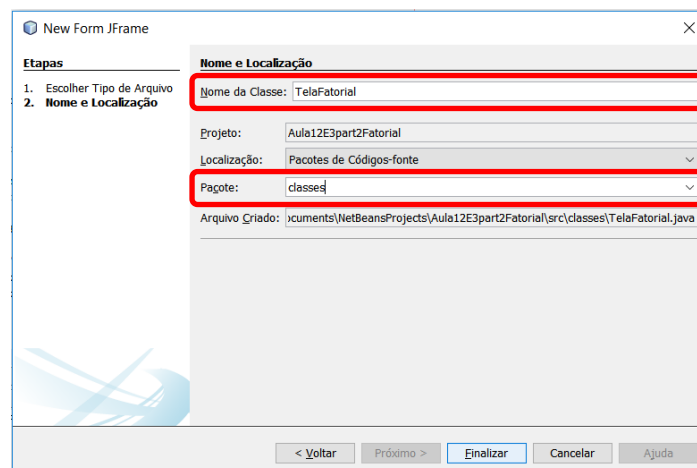 New Form JFrame
Etapas
1. Escolher Tipo de Arquivo
2. Nome e Localização
Nome e Localização
Nome da Classe: TelaFatorial
Projeto: Aula12E3part2Fatorial
Localização: Pacotes de Códigos-fonte
Pacote: classes
Arquivo Criado: ocuments\NetBeansProjects\Aula12E3part2Fatorial\src\classes\TelaFatorial.java
< Voltar Próximo > Finalizar Cancelar Ajuda